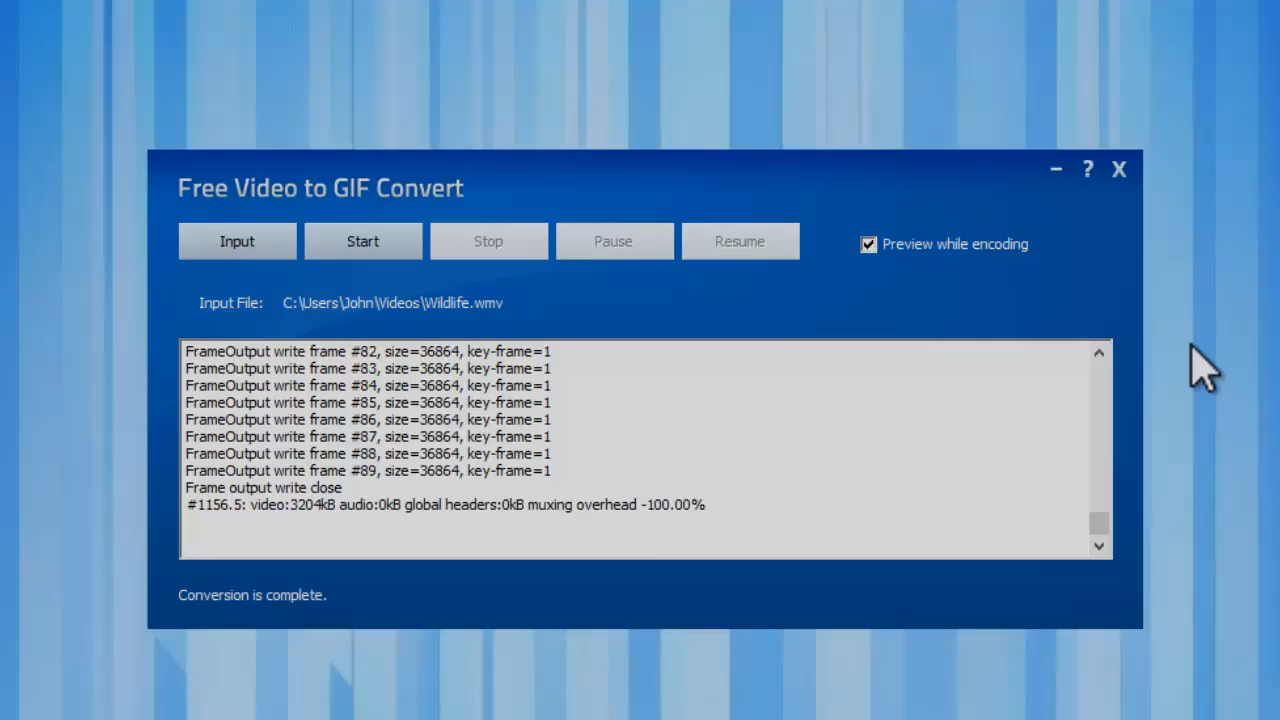 Free Video to GIF Convert
– ? X
Input Start Stop Pause Resume Preview while encoding
Input File: C:\Users\John\Videos\Wildlife.wmv
FrameOutput write frame #82, size=36864, key-frame=1
FrameOutput write frame #83, size=36864, key-frame=1
FrameOutput write frame #84, size=36864, key-frame=1
FrameOutput write frame #85, size=36864, key-frame=1
FrameOutput write frame #86, size=36864, key-frame=1
FrameOutput write frame #87, size=36864, key-frame=1
FrameOutput write frame #88, size=36864, key-frame=1
FrameOutput write frame #89, size=36864, key-frame=1
Frame output write close
#1156.5: video:3204kB audio:0kB global headers:0kB muxing overhead -100.00%
Conversion is complete.